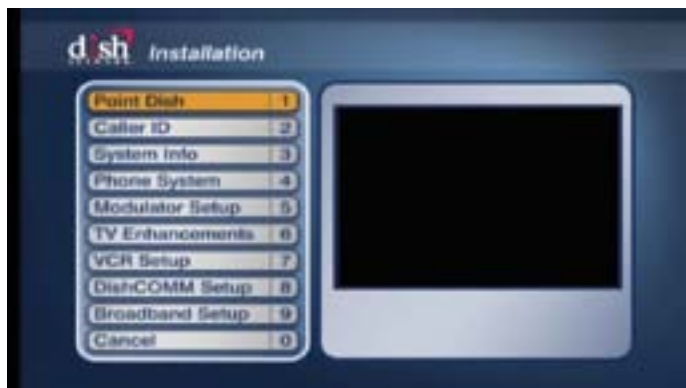 dish Installation
NETWORK
Point Dish 1
Caller ID 2
System Info 3
Phone System 4
Modulator Setup 5
TV Enhancements 6
VCR Setup 7
DishCOMM Setup 8
Broadband Setup 9
Cancel 0